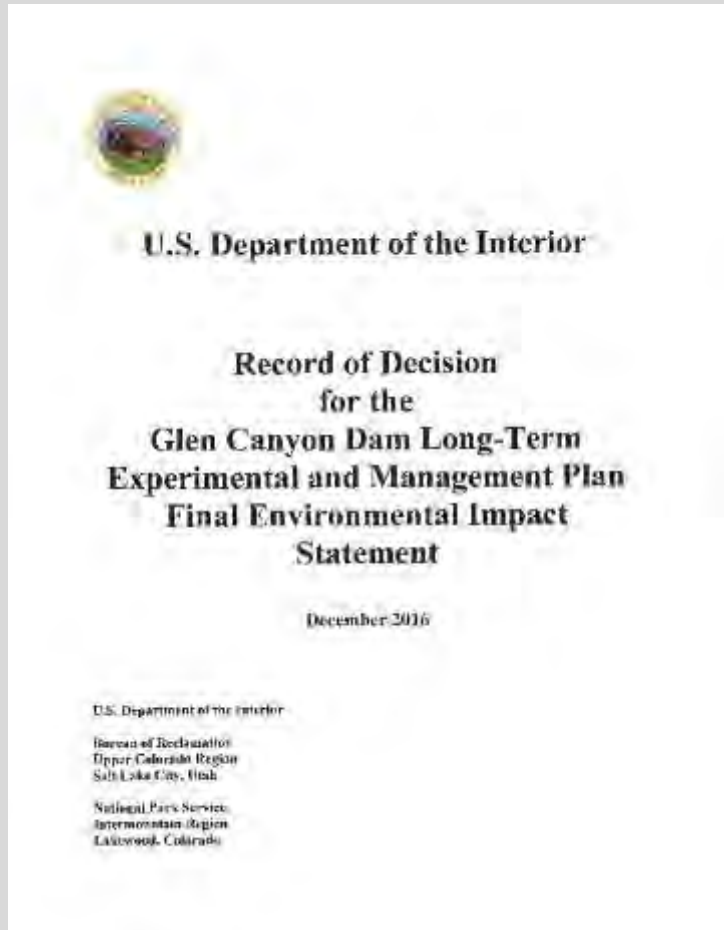 U.S. Department of the Interior
Record of Decision
for the
Glen Canyon Dam Long-Term
Experimental and Management Plan
Final Environmental Impact
Statement
December 2016
U.S. Department of the Interior
Bureau of Reclamation
Upper Colorado Region
Salt Lake City, Utah
National Park Service
Intermountain Region
Lakewood, Colorado